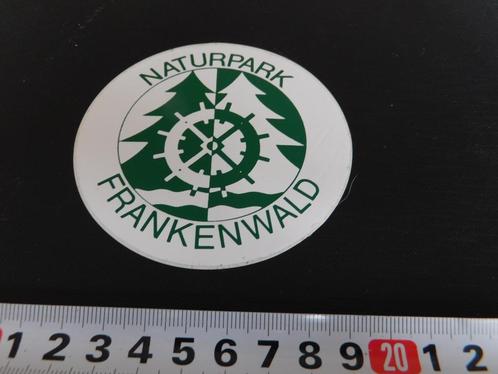 NATURPARK
FRANKENWALD
1 2 3 4 5 6 7 8 9 20 1 2